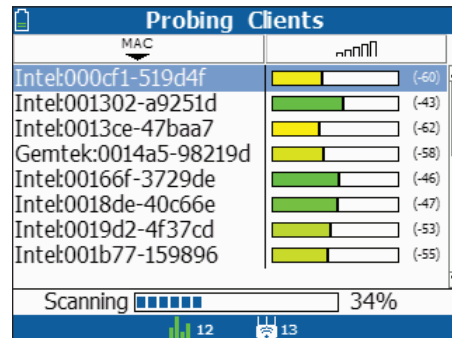 Probing Clients
MAC
Intel:000cf1-519d4f (-60)
Intel:001302-a9251d (-43)
Intel:0013ce-47baa7 (-62)
Gemtek:0014a5-98219d (-58)
Intel:00166f-3729de (-46)
Intel:0018de-40c66e (-47)
Intel:0019d2-4f37cd (-53)
Intel:001b77-159896 (-55)
Scanning 34%
12 13